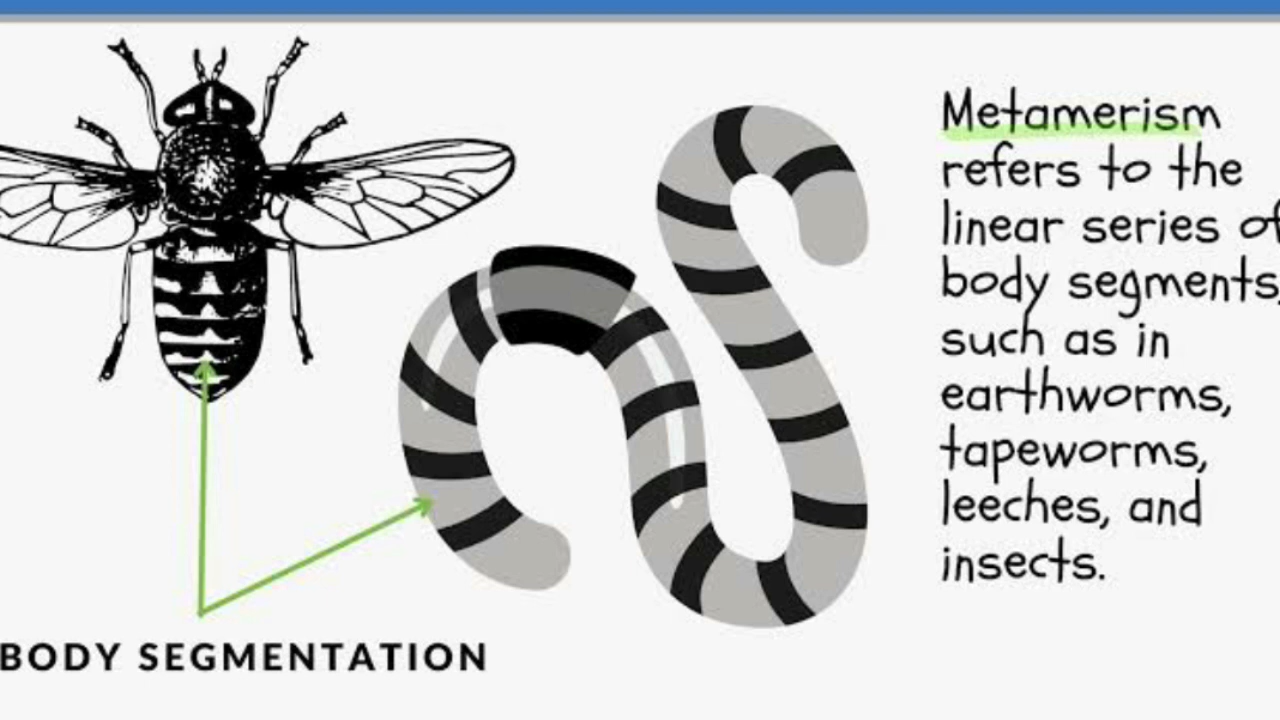 Metamerism
refers to the
linear series of
body segments,
such as in
earthworms,
tapeworms,
leeches, and
insects.
BODY SEGMENTATION